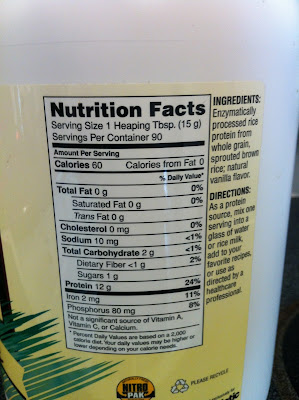 Nutrition Facts
Serving Size 1 Heaping Tbsp. (15 g)
Servings Per Container 90
Amount Per Serving
Calories 60 Calories from Fat 0
% Daily Value*
Total Fat 0 g 0%
Saturated Fat 0 g 0%
Trans Fat 0 g
Cholesterol 0 mg 0%
Sodium 10 mg <1%
Total Carbohydrate 2 g <1%
Dietary Fiber <1 g 2%
Sugars 1 g
Protein 12 g 24%
Iron 2 mg 11%
Phosphorus 80 mg 8%
Not a significant source of Vitamin A,
Vitamin C, or Calcium.
* Percent Daily Values are based on a 2,000
calorie diet. Your daily values may be higher or
lower depending on your calorie needs.
INGREDIENTS:
Enzymatically
processed rice
protein from
whole grain,
sprouted brown
rice; natural
vanilla flavor.
DIRECTIONS:
As a protein
source, mix one
serving into a
glass of water
or rice milk,
add to your
favorite recipes,
or use as
directed by a
healthcare
professional.
NITRO
PAK
PLEASE RECYCLE